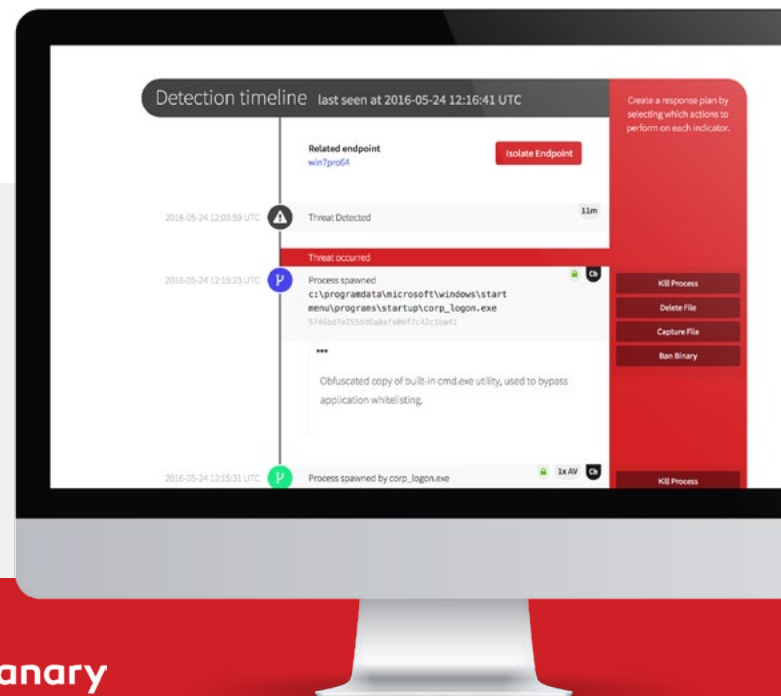 Detection timeline last seen at 2016-05-24 12:16:41 UTC
Create a response plan by
selecting which actions to
perform on each indicator.
Related endpoint
win7pro64
Isolate Endpoint
2016-05-24 12:03:59 UTC
Threat Detected
11m
Threat occurred
2016-05-24 12:15:23 UTC
Process spawned
Cb
c:\programdata\microsoft\windows\start
menu\programs\startup\corp_logon.exe
Kill Process
Delete File
Capture File
Ban Binary
•••
Obfuscated copy of built-in cmd.exe utility, used to bypass
application whitelisting.
2016-05-24 12:15:31 UTC
Process spawned by corp_logon.exe
1x AV
Cb
Kill Process
anary